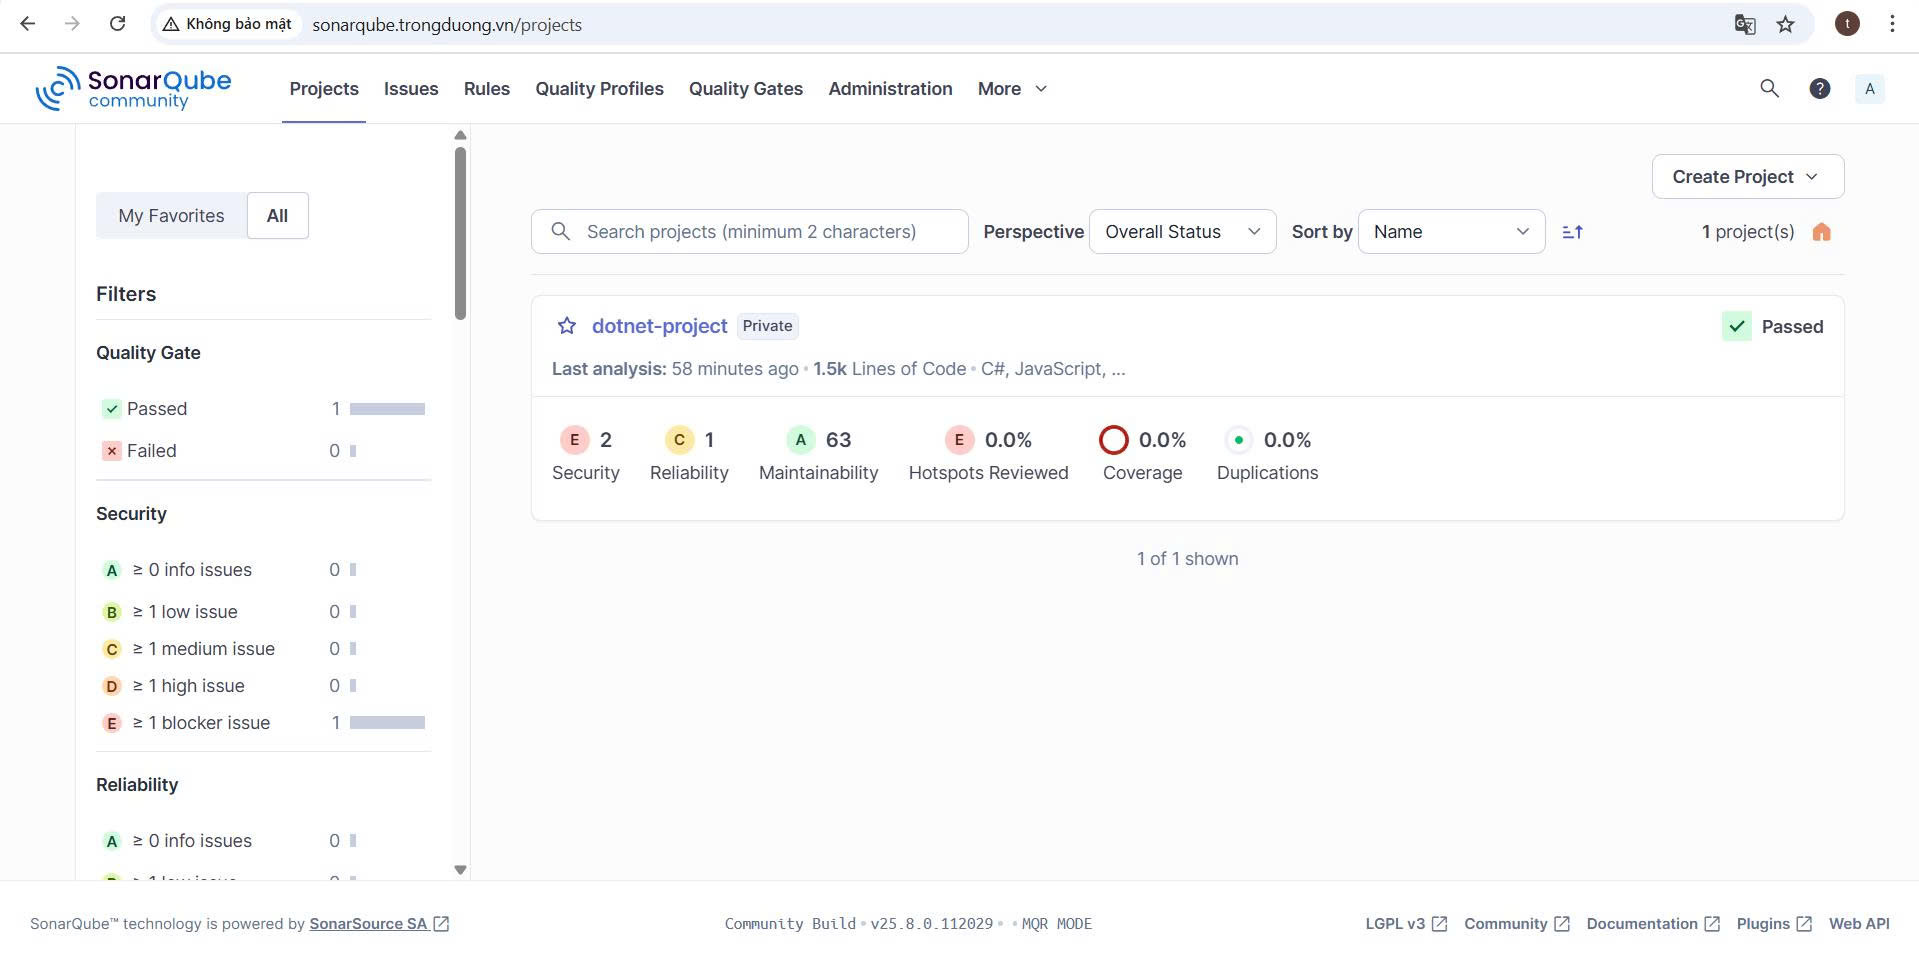 Không bảo mật sonarqube.trongduong.vn/projects t
SonarQube community Projects Issues Rules Quality Profiles Quality Gates Administration More ? A
My Favorites All
Filters
Quality Gate
Passed 1
Failed 0
Security
A ≥ 0 info issues 0
B ≥ 1 low issue 0
C ≥ 1 medium issue 0
D ≥ 1 high issue 0
E ≥ 1 blocker issue 1
Reliability
A ≥ 0 info issues 0
Create Project
Search projects (minimum 2 characters) Perspective Overall Status Sort by Name 1 project(s)
dotnet-project Private Passed
Last analysis: 58 minutes ago • 1.5k Lines of Code • C#, JavaScript, ...
E 2 C 1 A 63 E 0.0% 0.0% 0.0%
Security Reliability Maintainability Hotspots Reviewed Coverage Duplications
1 of 1 shown
SonarQube™ technology is powered by SonarSource SA Community Build • v25.8.0.112029 • • MQR MODE LGPL v3 Community Documentation Plugins Web API